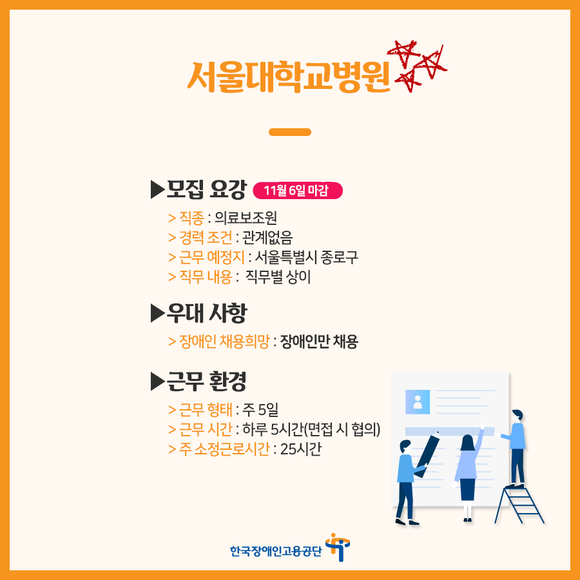 서울대학교병원
▶모집 요강 11월 6일 마감
> 직종 : 의료보조원
> 경력 조건 : 관계없음
> 근무 예정지 : 서울특별시 종로구
> 직무 내용 : 직무별 상이
▶우대 사항
> 장애인 채용희망 : 장애인만 채용
▶근무 환경
> 근무 형태 : 주 5일
> 근무 시간 : 하루 5시간(면접 시 협의)
> 주 소정근로시간 : 25시간
한국장애인고용공단